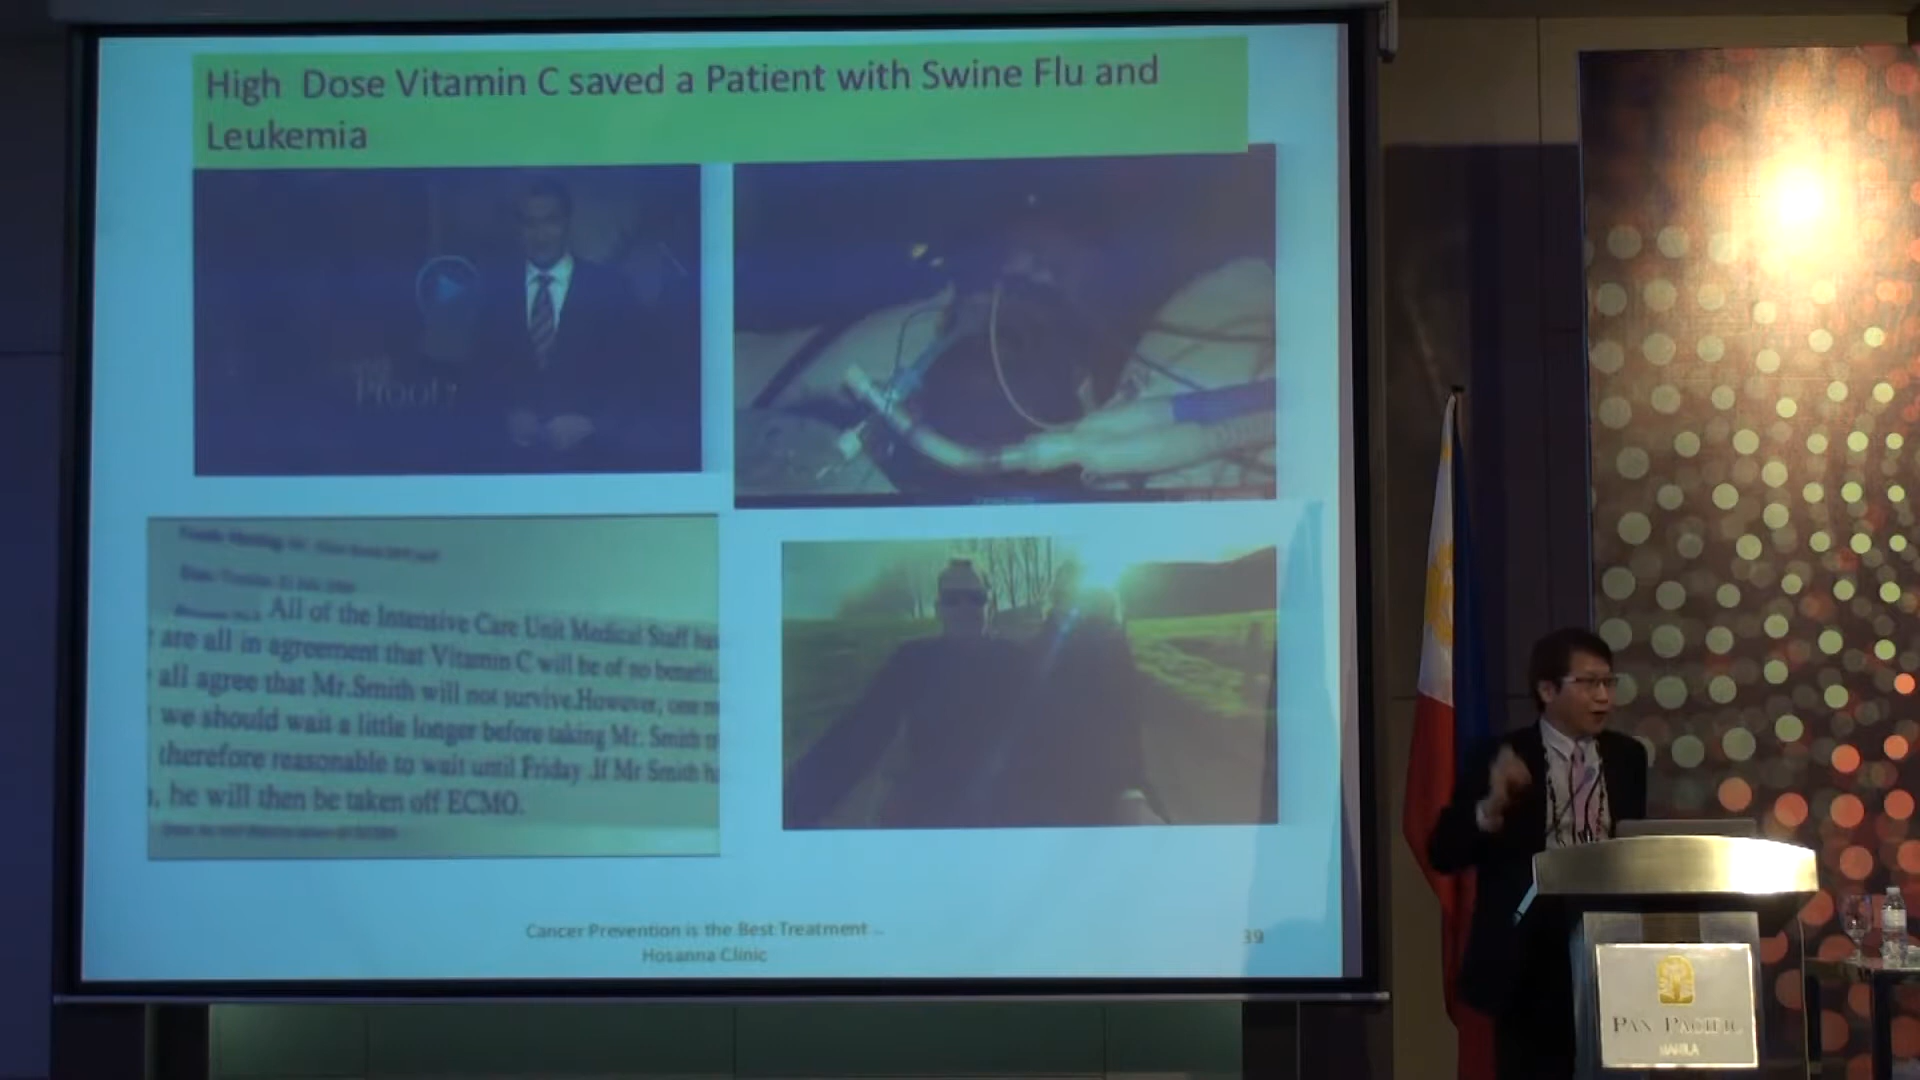 High Dose Vitamin C saved a Patient with Swine Flu and
Leukemia
Proof?
All of the Intensive Care Unit Medical Staff
are all in agreement that Vitamin C will be of no benefit.
all agree that Mr.Smith will not survive.However, one
we should wait a little longer before taking Mr. Smith
therefore reasonable to wait until Friday .If Mr Smith
he will then be taken off ECMO.
Cancer Prevention is the Best Treatment
Hosanna Clinic
39
PAN PACIFIC
MANILA